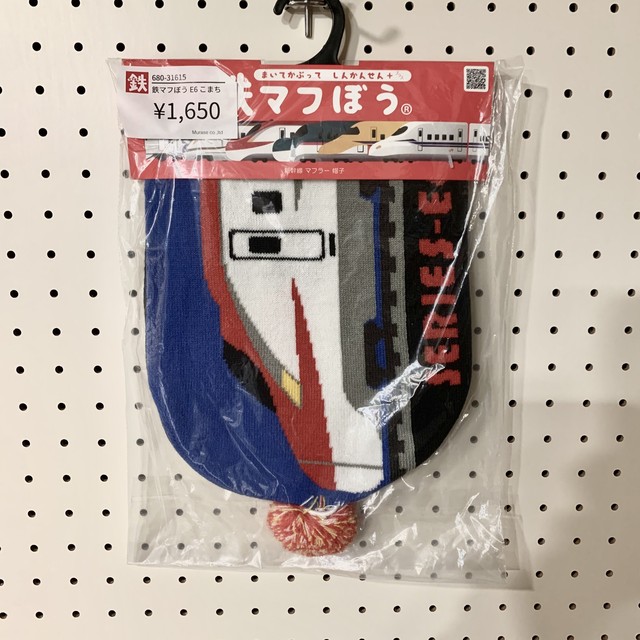 鉄 680-31615
鉄マフぼう E6 こまち
¥1,650
まいてかぶって しんかんせん+
鉄マフぼう®
新幹線 マフラー 帽子
SERIES-E